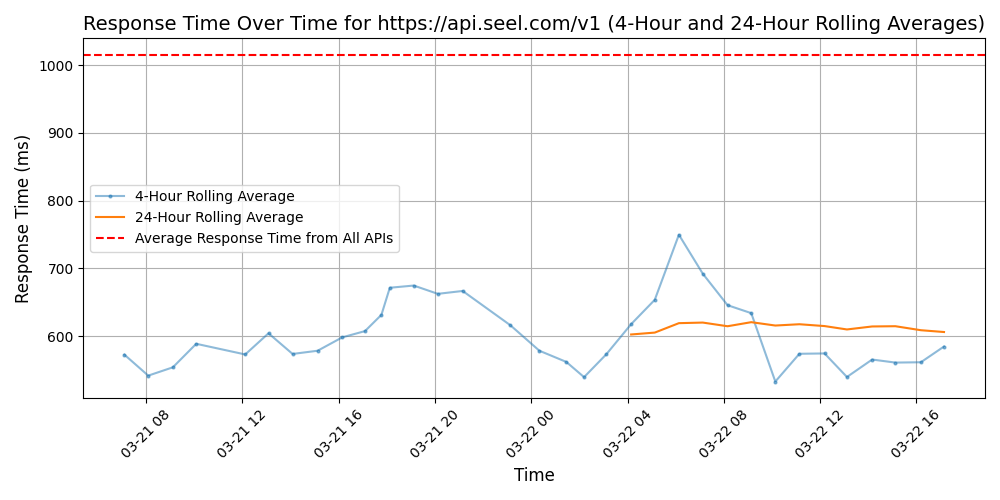 Response Time Over Time for https://api.seel.com/v1 (4-Hour and 24-Hour Rolling Averages)
Response Time (ms)
1000
900
800
700
600
4-Hour Rolling Average
24-Hour Rolling Average
Average Response Time from All APIs
03-21 08
03-21 12
03-21 16
03-21 20
03-22 00
03-22 04
03-22 08
03-22 12
03-22 16
Time